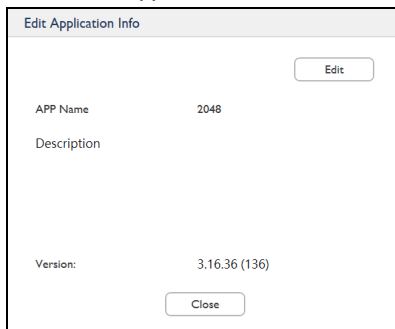 Edit Application Info
Edit
APP Name 2048
Description
Version: 3.16.36 (136)
Close